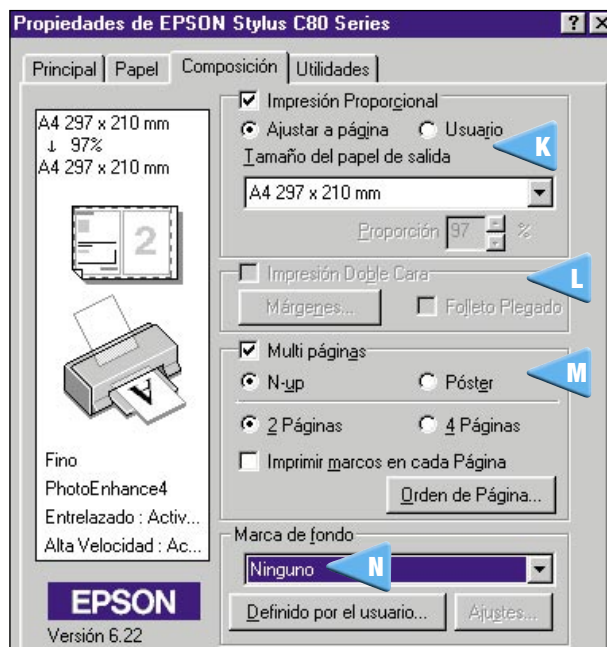 Propiedades de EPSON Stylus C80 Series
Principal
Papel
Composición
Utilidades
A4 297 x 210 mm
↓ 97%
A4 297 x 210 mm
2
A
Fino
PhotoEnhance4
Entrelazado : Activ...
Alta Velocidad : Ac...
EPSON
Versión 6.22
Impresión Proporcional
Ajustar a página
Usuario
K
Tamaño del papel de salida
A4 297 x 210 mm
Proporción 97 %
Impresión Doble Cara
L
Márgenes...
Folleto Plegado
Multi páginas
N-up
Póster
M
2 Páginas
4 Páginas
Imprimir marcos en cada Página
Orden de Página...
Marca de fondo
Ninguno
N
Definido por el usuario...
Ajustes...